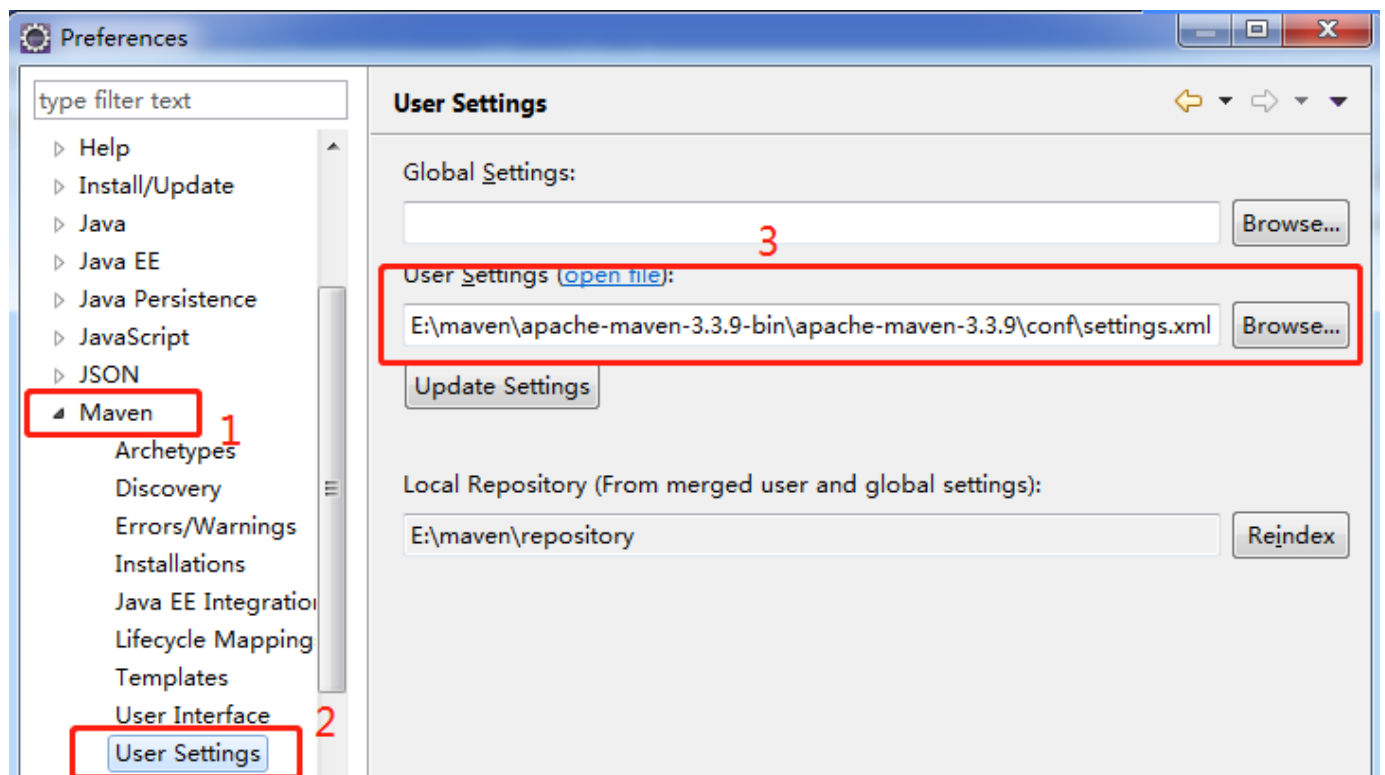 Preferences
type filter text
Help
Install/Update
Java
Java EE
Java Persistence
JavaScript
JSON
Maven
1
Archetypes
Discovery
Errors/Warnings
Installations
Java EE Integration
Lifecycle Mapping
Templates
User Interface
2
User Settings
User Settings
Global Settings:
Browse...
3
User Settings (open file):
E:\maven\apache-maven-3.3.9-bin\apache-maven-3.3.9\conf\settings.xml
Browse...
Update Settings
Local Repository (From merged user and global settings):
E:\maven\repository
Reindex